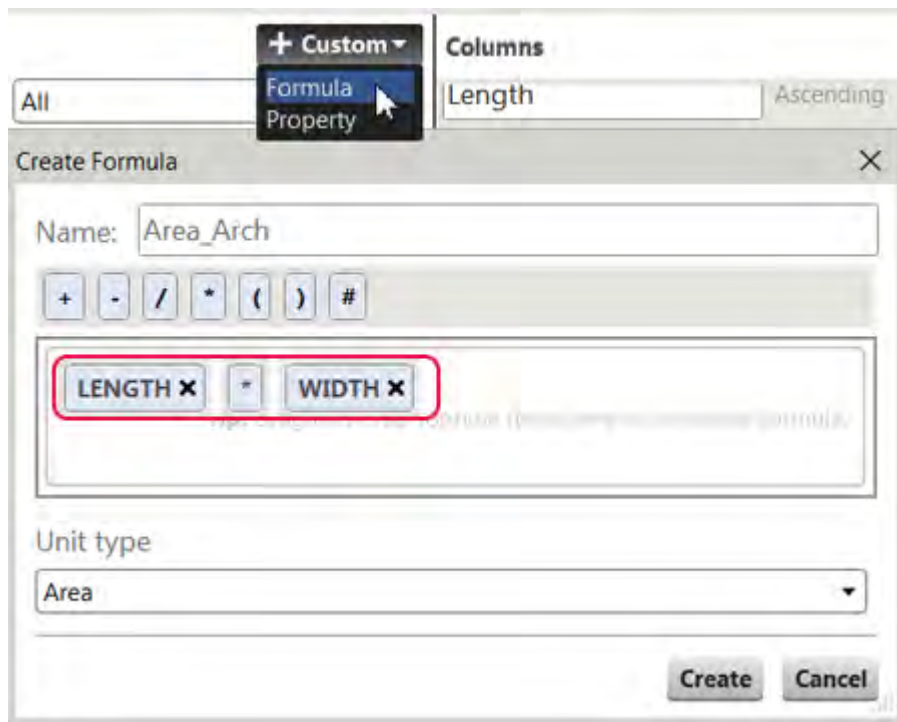 + Custom Columns
All Formula Length Ascending
Property
Create Formula
Name: Area_Arch
+ - / * ( ) #
LENGTH × * WIDTH ×
Unit type
Area
Create Cancel